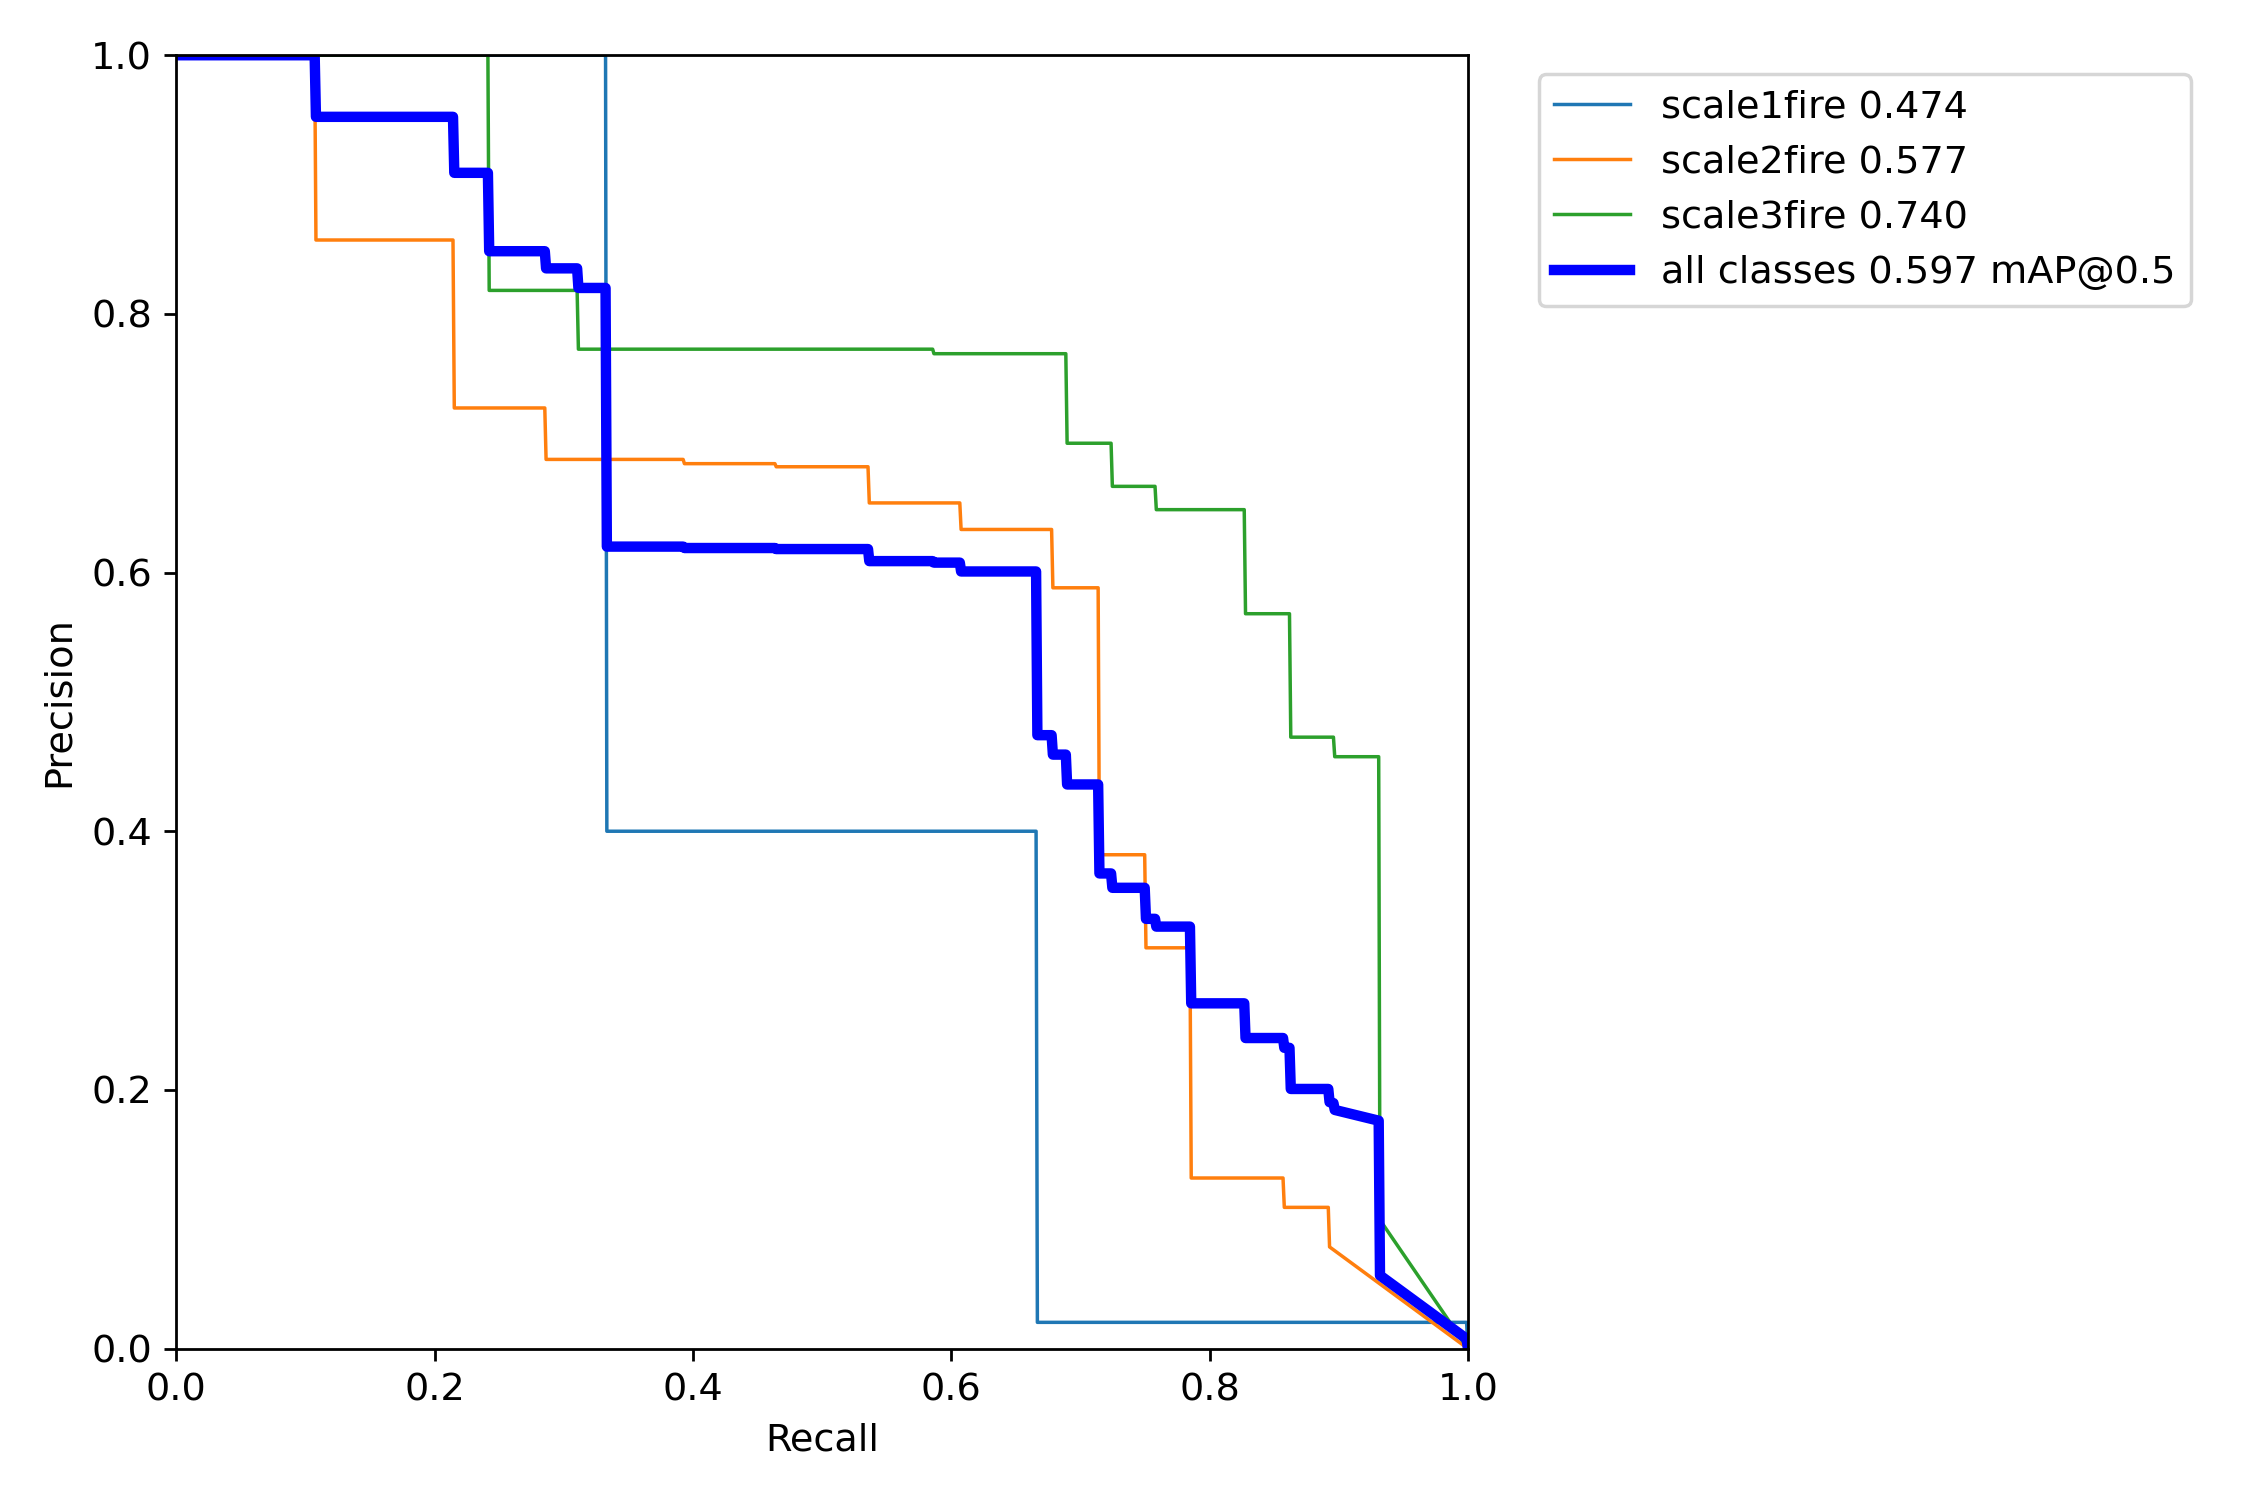 1.0
0.8
0.6
0.4
0.2
0.0
Precision
0.0 0.2 0.4 0.6 0.8 1.0
Recall
scale1fire 0.474
scale2fire 0.577
scale3fire 0.740
all classes 0.597 mAP@0.5